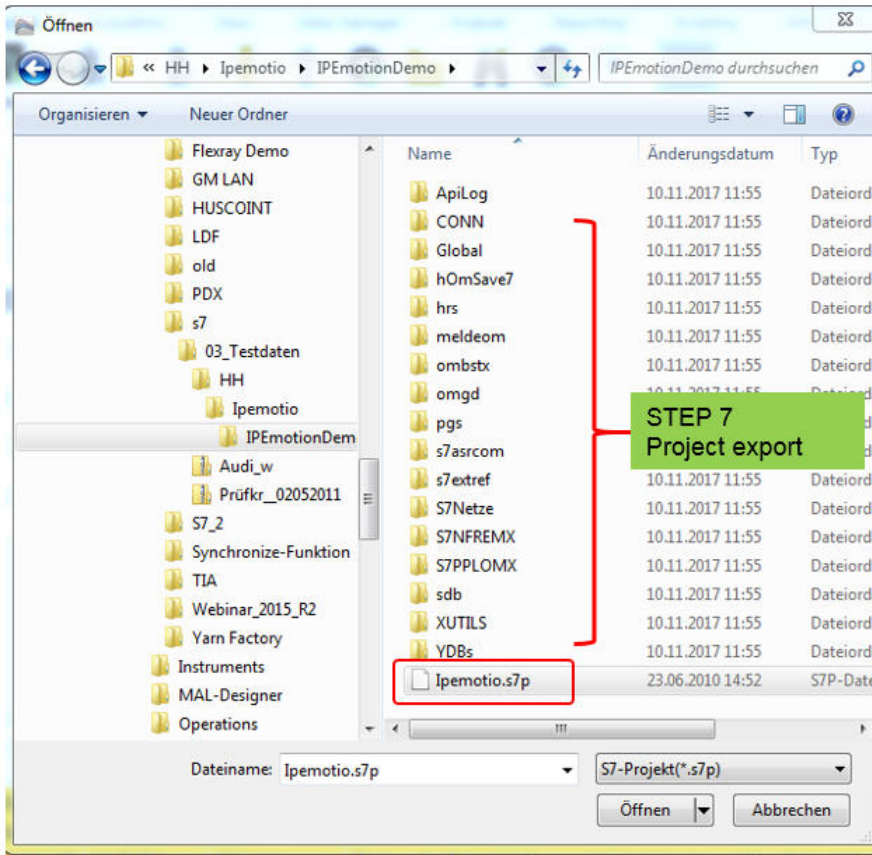 Öffnen
« HH ▸ Ipemotio ▸ IPEmotionDemo ▸
IPEmotionDemo durchsuchen
Organisieren ▾ Neuer Ordner
Flexray Demo
GM LAN
HUSCOINT
LDF
old
PDX
s7
03_Testdaten
HH
Ipemotio
IPEmotionDem
Audi_w
Prüfkr__02052011
S7_2
Synchronize-Funktion
TIA
Webinar_2015_R2
Yarn Factory
Instruments
MAL-Designer
Operations
Name Änderungsdatum Typ
ApiLog 10.11.2017 11:55 Dateiord
CONN 10.11.2017 11:55 Dateiord
Global 10.11.2017 11:55 Dateiord
hOmSave7 10.11.2017 11:55 Dateiord
hrs 10.11.2017 11:55 Dateiord
meldeom 10.11.2017 11:55 Dateiord
ombstx 10.11.2017 11:55 Dateiord
omgd
pgs
s7asrcom
s7extref 10.11.2017 11:55 Dateiord
S7Netze 10.11.2017 11:55 Dateiord
S7NFREMX 10.11.2017 11:55 Dateiord
S7PPLOMX 10.11.2017 11:55 Dateiord
sdb 10.11.2017 11:55 Dateiord
XUTILS 10.11.2017 11:55 Dateiord
YDBs 10.11.2017 11:55 Dateiord
Ipemotio.s7p 23.06.2010 14:52 S7P-Date
STEP 7
Project export
Dateiname: Ipemotio.s7p S7-Projekt(*.s7p)
Öffnen Abbrechen